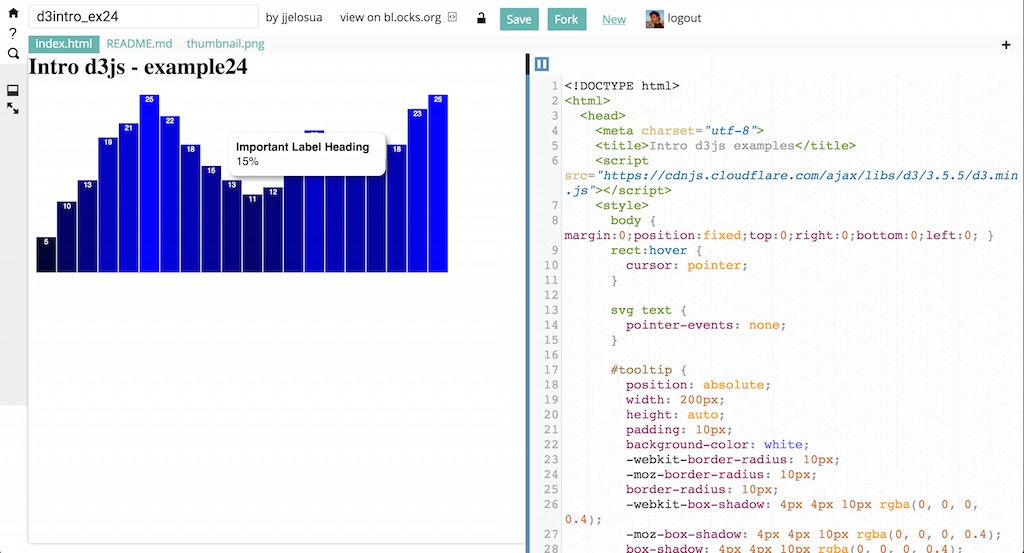 d3intro_ex24
by jjelosua
view on bl.ocks.org
Save
Fork
New
logout
?
index.html
README.md
thumbnail.png
+
Intro d3js - example24
5
10
13
19
21
25
22
18
15
13
11
12
18
23
25
Important Label Heading
15%
1 <!DOCTYPE html>
2 <html>
3 <head>
4 <meta charset="utf-8">
5 <title>Intro d3js examples</title>
6 <script
src="https://cdnjs.cloudflare.com/ajax/libs/d3/3.5.5/d3.min
.js"></script>
7 <style>
8 body {
margin:0;position:fixed;top:0;right:0;bottom:0;left:0; }
9 rect:hover {
10 cursor: pointer;
11 }
12
13 svg text {
14 pointer-events: none;
15 }
16
17 #tooltip {
18 position: absolute;
19 width: 200px;
20 height: auto;
21 padding: 10px;
22 background-color: white;
23 -webkit-border-radius: 10px;
24 -moz-border-radius: 10px;
25 border-radius: 10px;
26 -webkit-box-shadow: 4px 4px 10px rgba(0, 0, 0,
0.4);
27 -moz-box-shadow: 4px 4px 10px rgba(0, 0, 0, 0.4);
28 box-shadow: 4px 4px 10px rgba(0, 0, 0, 0.4);